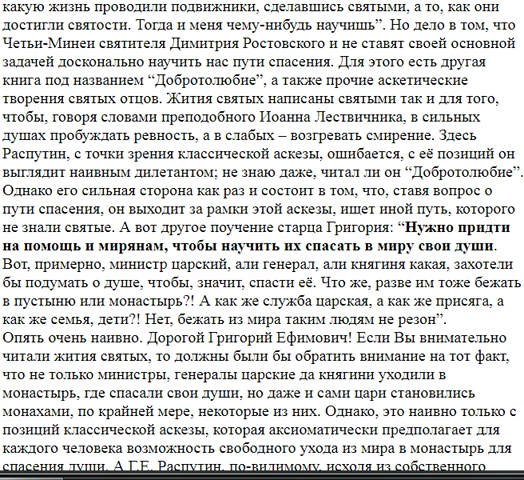 какую жизнь проводили подвижники, сделавшись святыми, а то, как они
достигли святости. Тогда и меня чему-нибудь научишь”. Но дело в том, что
Четьи-Минеи святителя Димитрия Ростовского и не ставят своей основной
задачей досконально научить нас пути спасения. Для этого есть другая
книга под названием “Добротолюбие”, а также прочие аскетические
творения святых отцов. Жития святых написаны святыми так и для того,
чтобы, говоря словами преподобного Иоанна Лествичника, в сильных
душах пробуждать ревность, а в слабых – возгревать смирение. Здесь
Распутин, с точки зрения классической аскезы, ошибается, с её позиций он
выглядит наивным дилетантом; не знаю даже, читал ли он “Добротолюбие”.
Однако его сильная сторона как раз и состоит в том, что, ставя вопрос о
пути спасения, он выходит за рамки этой аскезы, ищет иной путь, которого
не знали святые. А вот другое поучение старца Григория: “Нужно придти
на помощь и мирянам, чтобы научить их спасать в миру свои души.
Вот, примерно, министр царский, али генерал, али княгиня какая, захотели
бы подумать о душе, чтобы, значит, спасти её. Что же, разве им тоже бежать
в пустыню или монастырь?! А как же служба царская, а как же присяга, а
как же семья, дети?! Нет, бежать из мира таким людям не резон”.
Опять очень наивно. Дорогой Григорий Ефимович! Если Вы внимательно
читали жития святых, то должны были бы обратить внимание на тот факт,
что не только министры, генералы царские да княгини уходили в
монастырь, где спасали свои души, но даже и сами цари становились
монахами, по крайней мере, некоторые из них. Однако, это наивно только с
позиций классической аскезы, которая аксиоматически предполагает для
каждого человека возможность свободного ухода из мира в монастырь для
спасения души. А Г.Е. Распутин, по-видимому, исходя из собственного